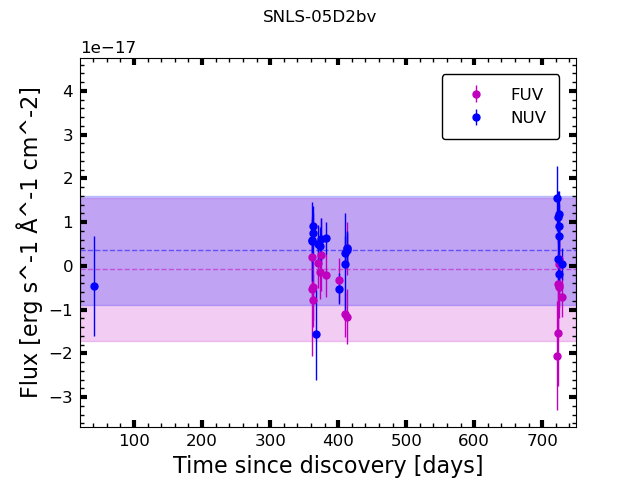 SNLS-05D2bv
1e−17
FUV
NUV
4
3
2
1
0
−1
−2
−3
100 200 300 400 500 600 700
Flux [erg s^-1 Å^-1 cm^-2]
Time since discovery [days]